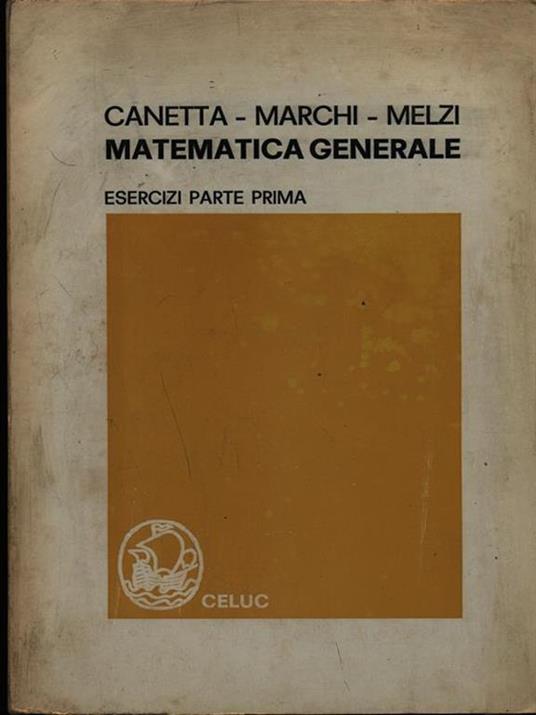 CANETTA - MARCHI - MELZI
MATEMATICA GENERALE
ESERCIZI PARTE PRIMA
CELUC